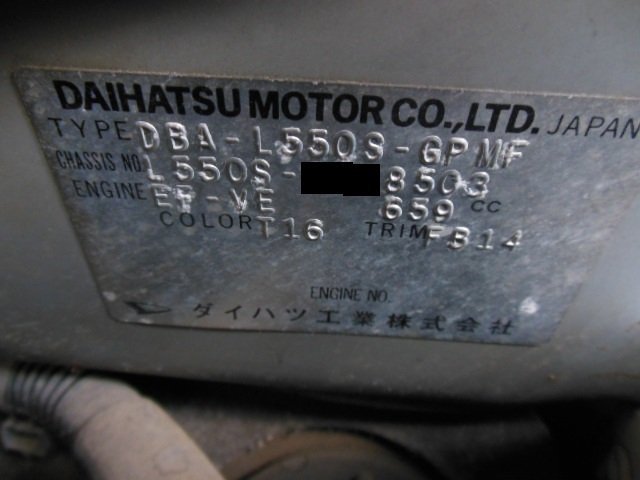 DAIHATSU MOTOR CO.,LTD. JAPAN
TYPE DBA-L550S-GPMF
CHASSIS NO. L550S- 8503
ENGINE EF-VE 659 CC
COLOR T16 TRIM FB14
ENGINE NO.
ダイハツ工業株式会社